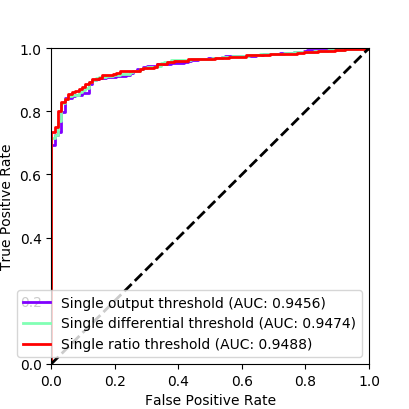 1.0
0.8
0.6
0.4
0.2
0.0
True Positive Rate
Single output threshold (AUC: 0.9456)
Single differential threshold (AUC: 0.9474)
Single ratio threshold (AUC: 0.9488)
0.0 0.2 0.4 0.6 0.8 1.0
False Positive Rate